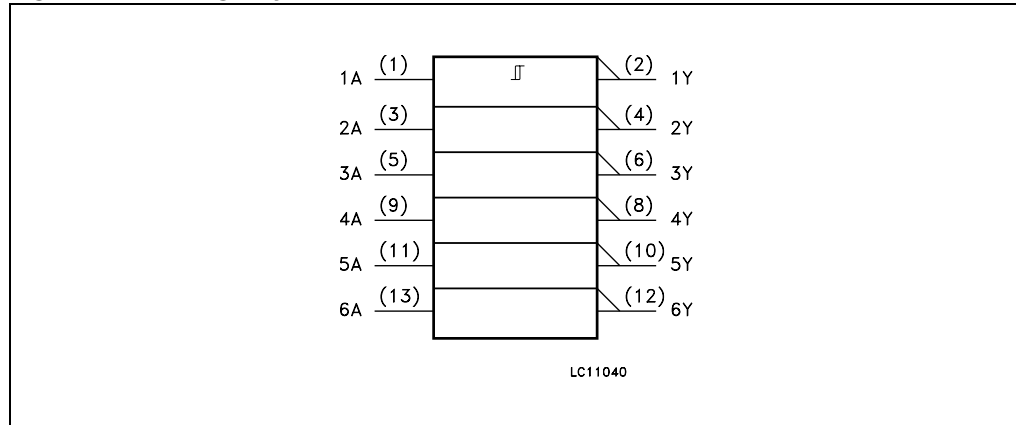 1A (1) (2) 1Y
2A (3) (4) 2Y
3A (5) (6) 3Y
4A (9) (8) 4Y
5A (11) (10) 5Y
6A (13) (12) 6Y
LC11040